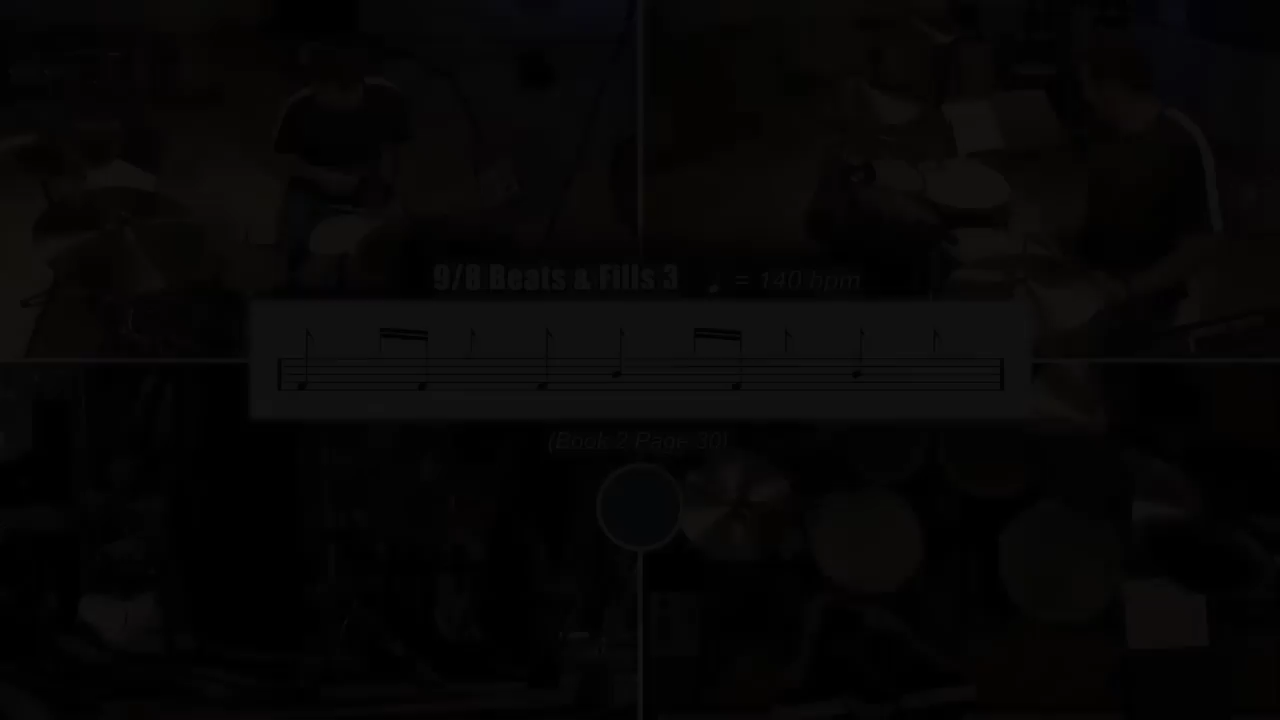 9/8 Beats & Fills 3 ♩. = 140 bpm
(Book 2 Page 30)